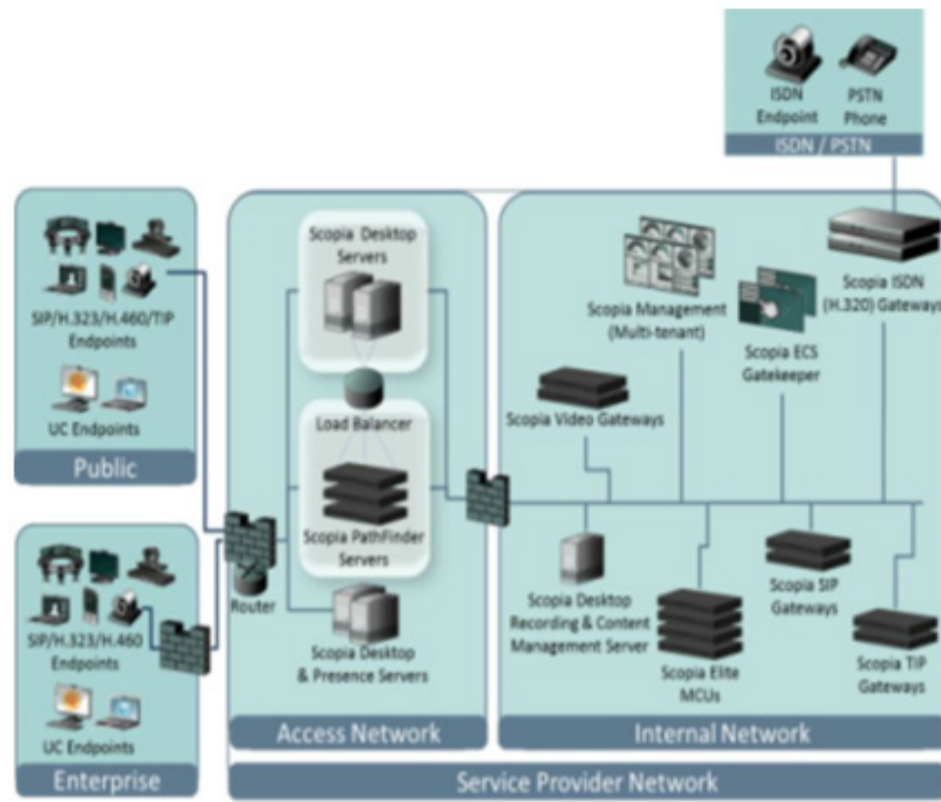 ISDN
Endpoint
PSTN
Phone
ISDN / PSTN
SIP/H.323/H.460/TIP
Endpoints
UC Endpoints
Public
SIP/H.323/H.460
Endpoints
UC Endpoints
Enterprise
Scopia Desktop
Servers
Load Balancer
Scopia PathFinder
Servers
Router
Scopia Desktop
& Presence Servers
Access Network
Scopia Management
(Multi-tenant)
Scopia ISDN
(H.320) Gateways
Scopia ECS
Gatekeeper
Scopia Video Gateways
Scopia Desktop
Recording & Content
Management Server
Scopia Elite
MCUs
Scopia SIP
Gateways
Scopia TIP
Gateways
Internal Network
Service Provider Network